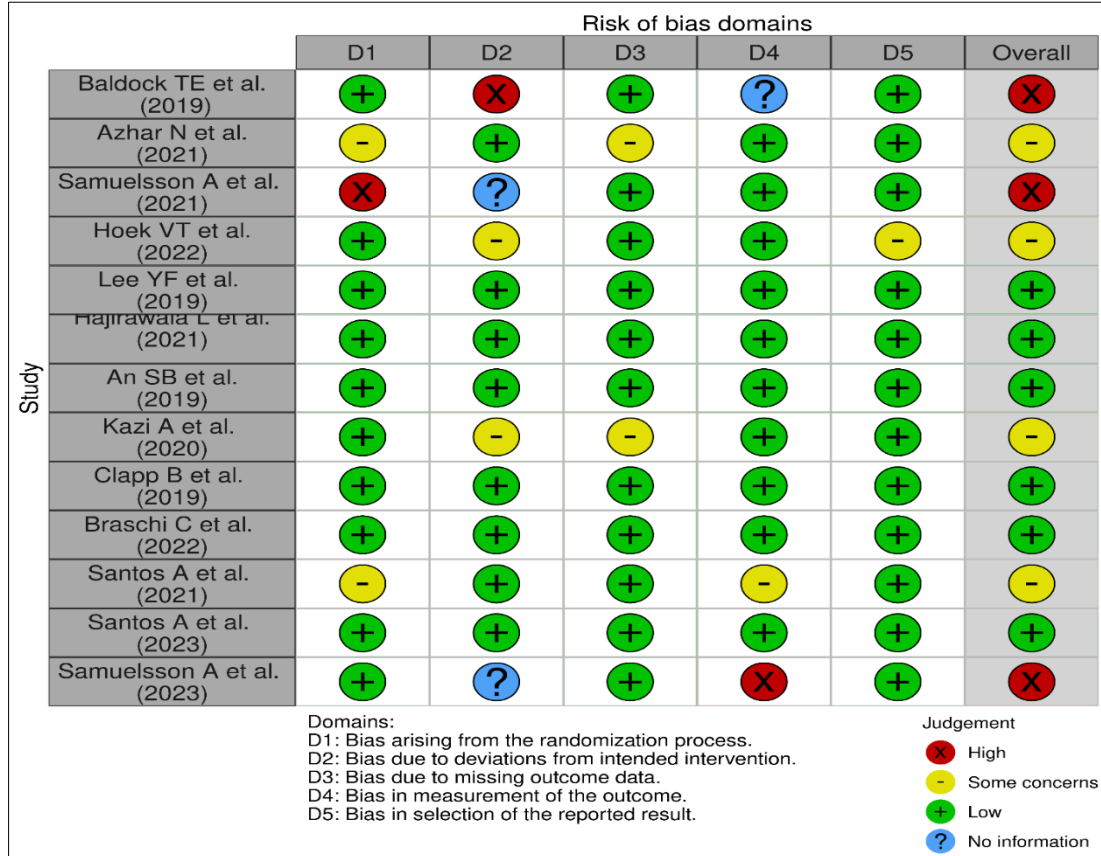 Risk of bias domains
D1 D2 D3 D4 D5 Overall
Study
Baldock TE et al.
(2019)
+ X + ? + X
Azhar N et al.
(2021)
- + - + + -
Samuelsson A et al.
(2021)
X ? + + + X
Hoek VT et al.
(2022)
+ - + + - -
Lee YF et al.
(2019)
+ + + + + +
Hajirawala L et al.
(2021)
+ + + + + +
An SB et al.
(2019)
+ + + + + +
Kazi A et al.
(2020)
+ - - + + -
Clapp B et al.
(2019)
+ + + + + +
Braschi C et al.
(2022)
+ + + + + +
Santos A et al.
(2021)
- + + - + -
Santos A et al.
(2023)
+ + + + + +
Samuelsson A et al.
(2023)
+ ? + X + X
Domains:
D1: Bias arising from the randomization process.
D2: Bias due to deviations from intended intervention.
D3: Bias due to missing outcome data.
D4: Bias in measurement of the outcome.
D5: Bias in selection of the reported result.
Judgement
X High
- Some concerns
+ Low
? No information